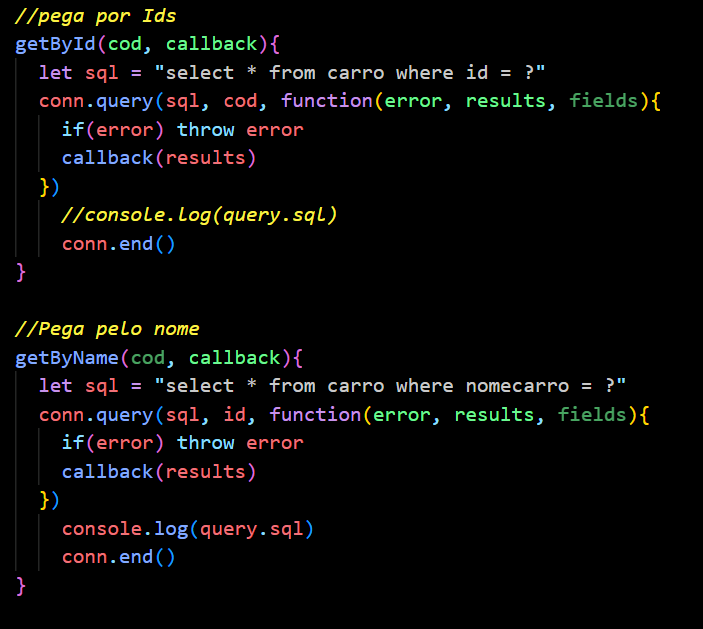 //pega por Ids
getById(cod, callback){
let sql = "select * from carro where id = ?"
conn.query(sql, cod, function(error, results, fields){
if(error) throw error
callback(results)
})
//console.log(query.sql)
conn.end()
}
//Pega pelo nome
getByName(cod, callback){
let sql = "select * from carro where nomecarro = ?"
conn.query(sql, id, function(error, results, fields){
if(error) throw error
callback(results)
})
console.log(query.sql)
conn.end()
}